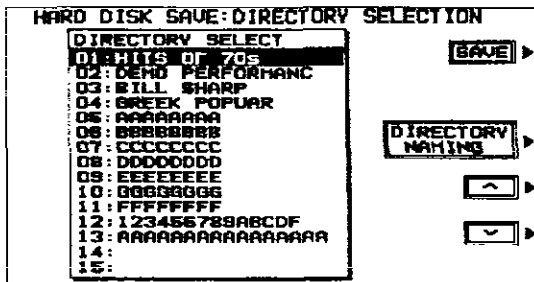 HARD DISK SAVE:DIRECTORY SELECTION
DIRECTORY SELECT
01:HITS OF 70s
02:DEMO PERFORMANC
03:BILL SHARP
04:GREEK POPUAR
05:AAAAAAAA
06:BBBBBBBB
07:CCCCCCCC
08:DDDDDDDD
09:EEEEEEEE
10:GGGGGGGG
11:FFFFFFFF
12:123456789ABCDF
13:AAAAAAAAAAAAAAAA
14:
15:
SAVE
DIRECTORY
NAMING